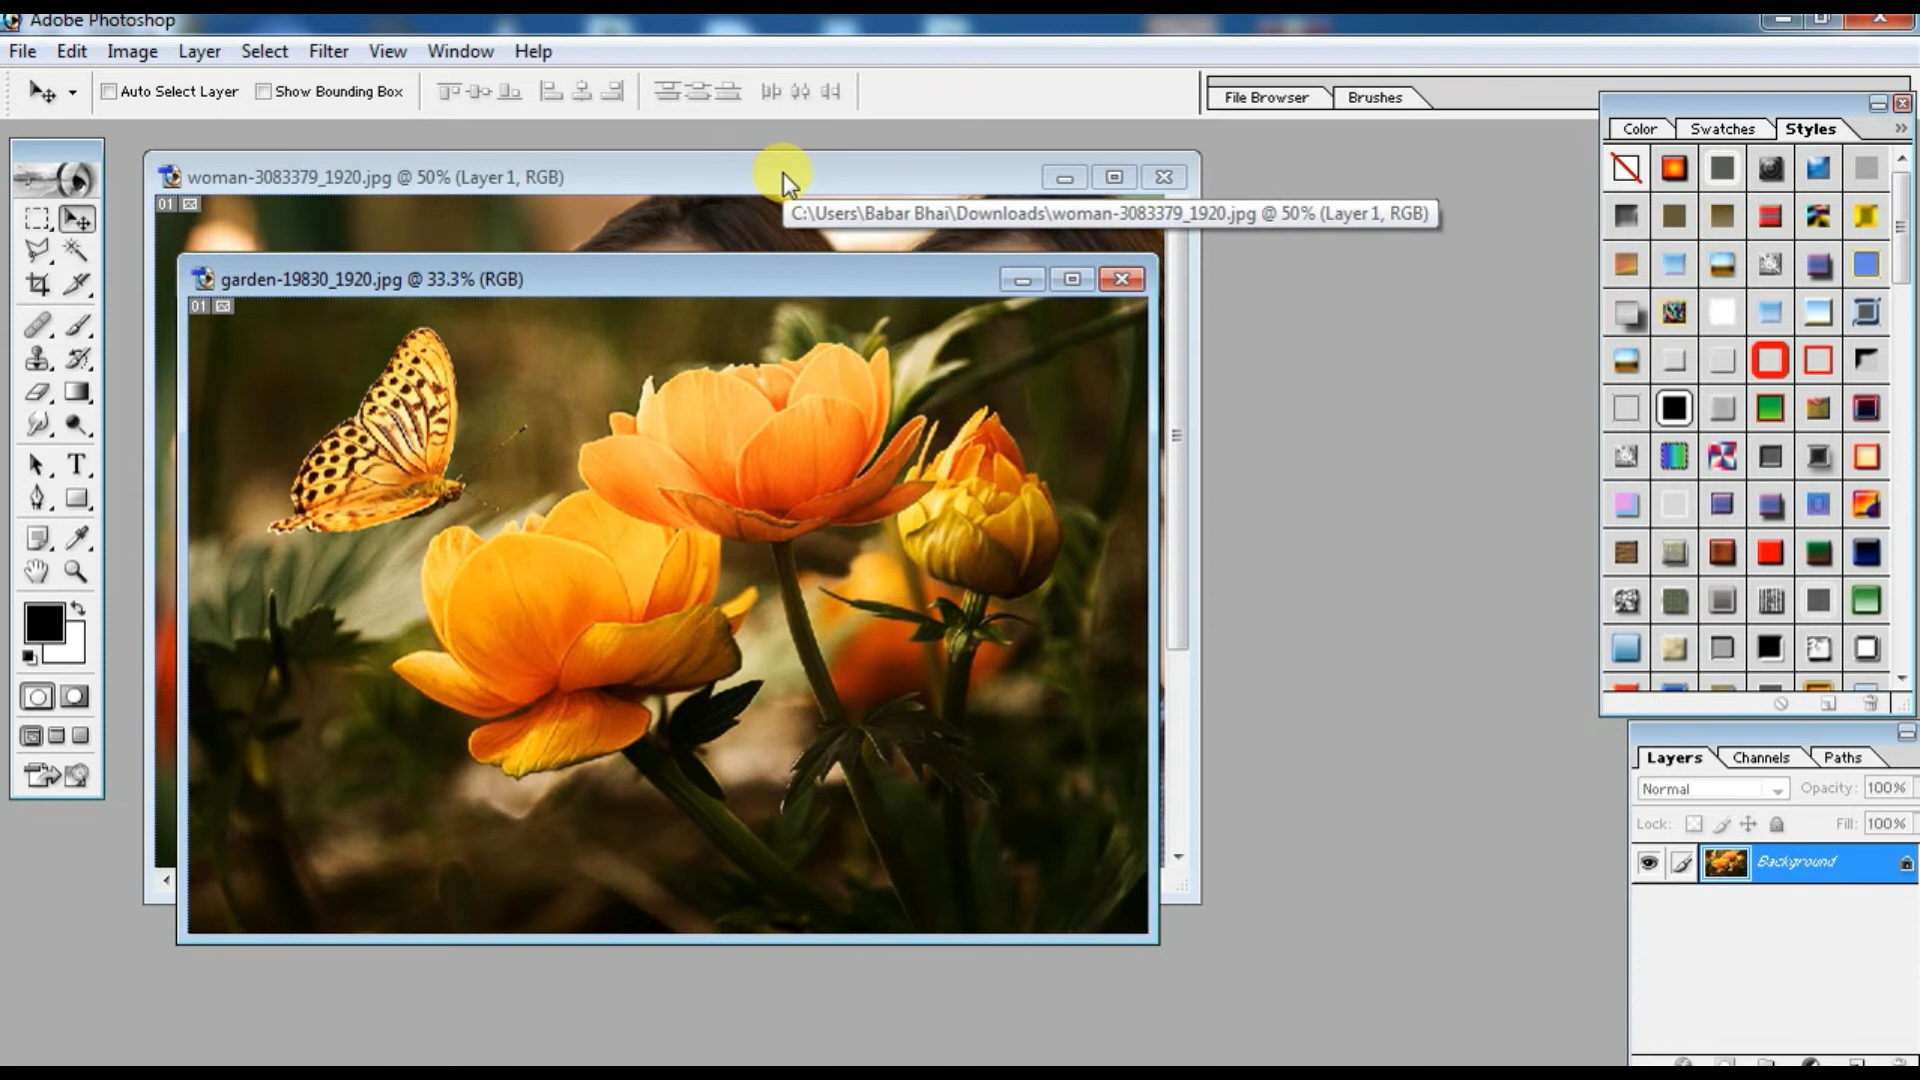 Adobe Photoshop
File Edit Image Layer Select Filter View Window Help
Auto Select Layer Show Bounding Box
File Browser Brushes
Color Swatches Styles
woman-3083379_1920.jpg @ 50% (Layer 1, RGB)
01
C:\Users\Babar Bhai\Downloads\woman-3083379_1920.jpg @ 50% (Layer 1, RGB)
garden-19830_1920.jpg @ 33.3% (RGB)
01
T
Layers Channels Paths
Normal Opacity: 100%
Lock: Fill: 100%
Background